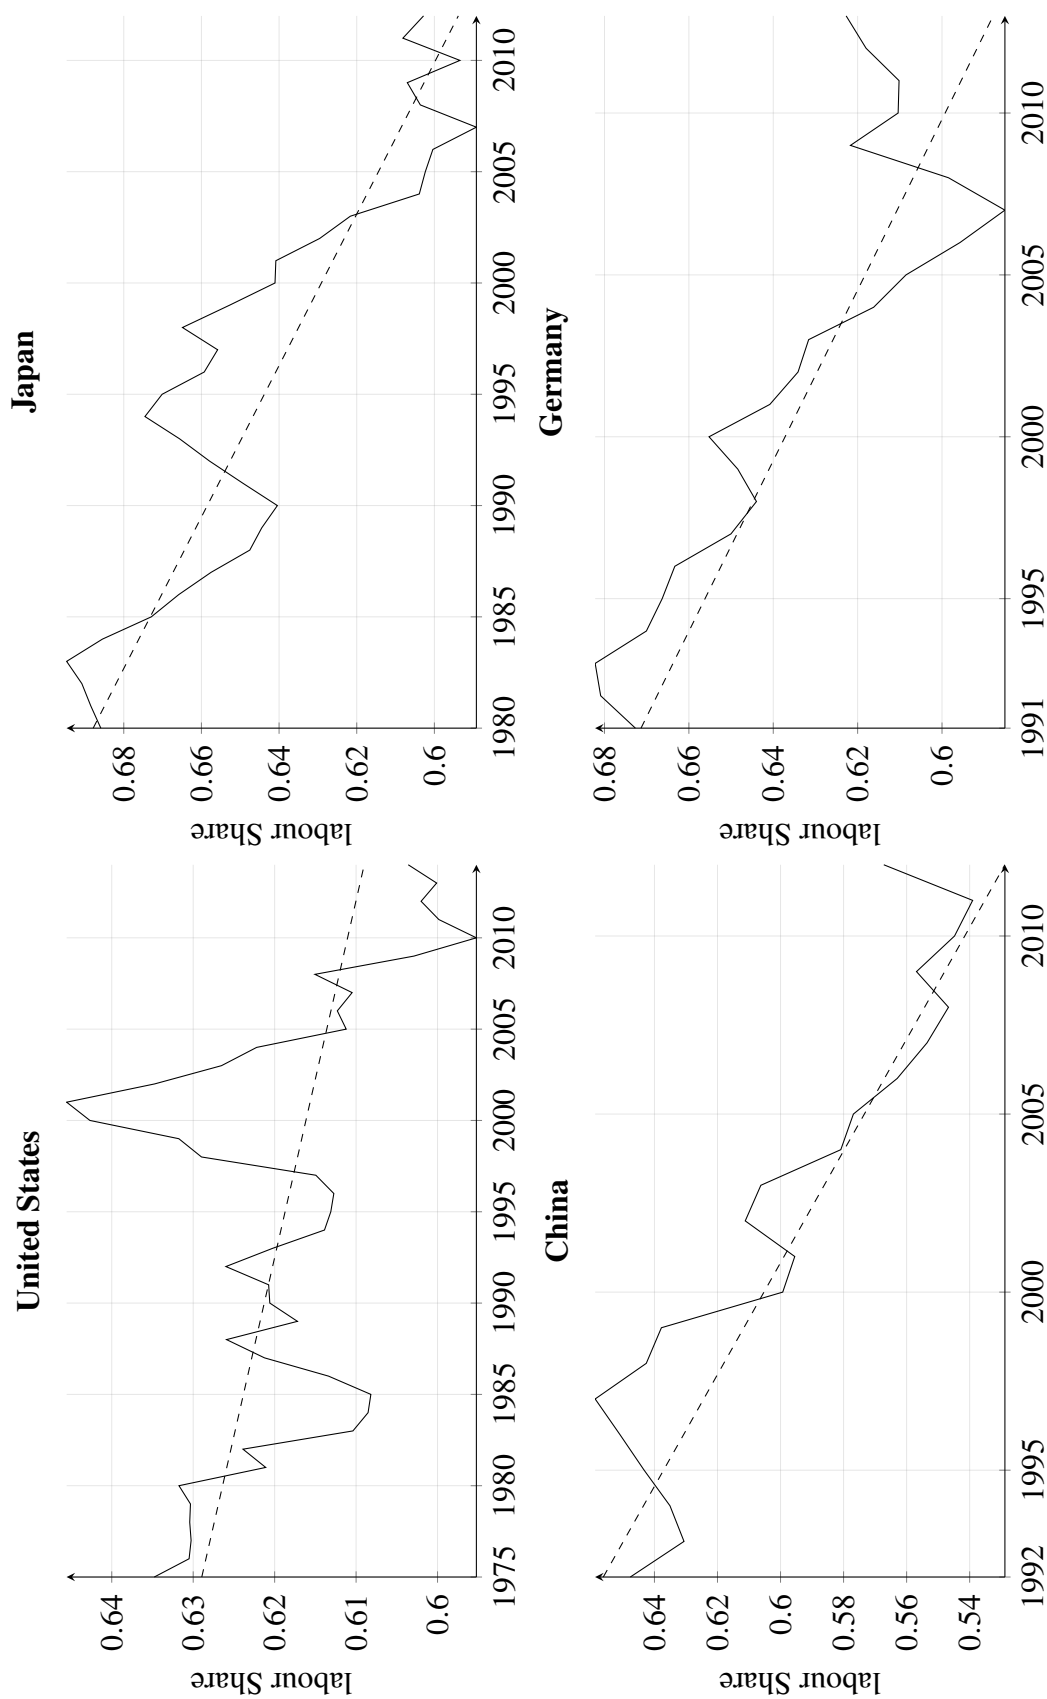 United States
labour Share
0.64
0.63
0.62
0.61
0.6
1975 1980 1985 1990 1995 2000 2005 2010
Japan
labour Share
0.68
0.66
0.64
0.62
0.6
1980 1985 1990 1995 2000 2005 2010
China
labour Share
0.64
0.62
0.6
0.58
0.56
0.54
1992 1995 2000 2005 2010
Germany
labour Share
0.68
0.66
0.64
0.62
0.6
1991 1995 2000 2005 2010